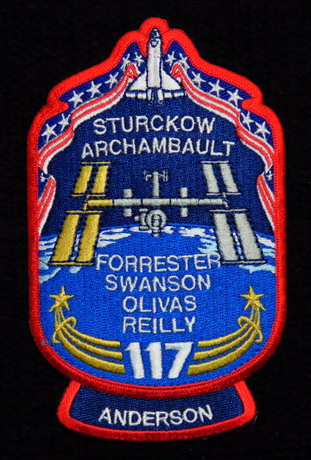 STURCKOW
ARCHAMBAULT
FORRESTER
SWANSON
OLIVAS
REILLY
117
ANDERSON